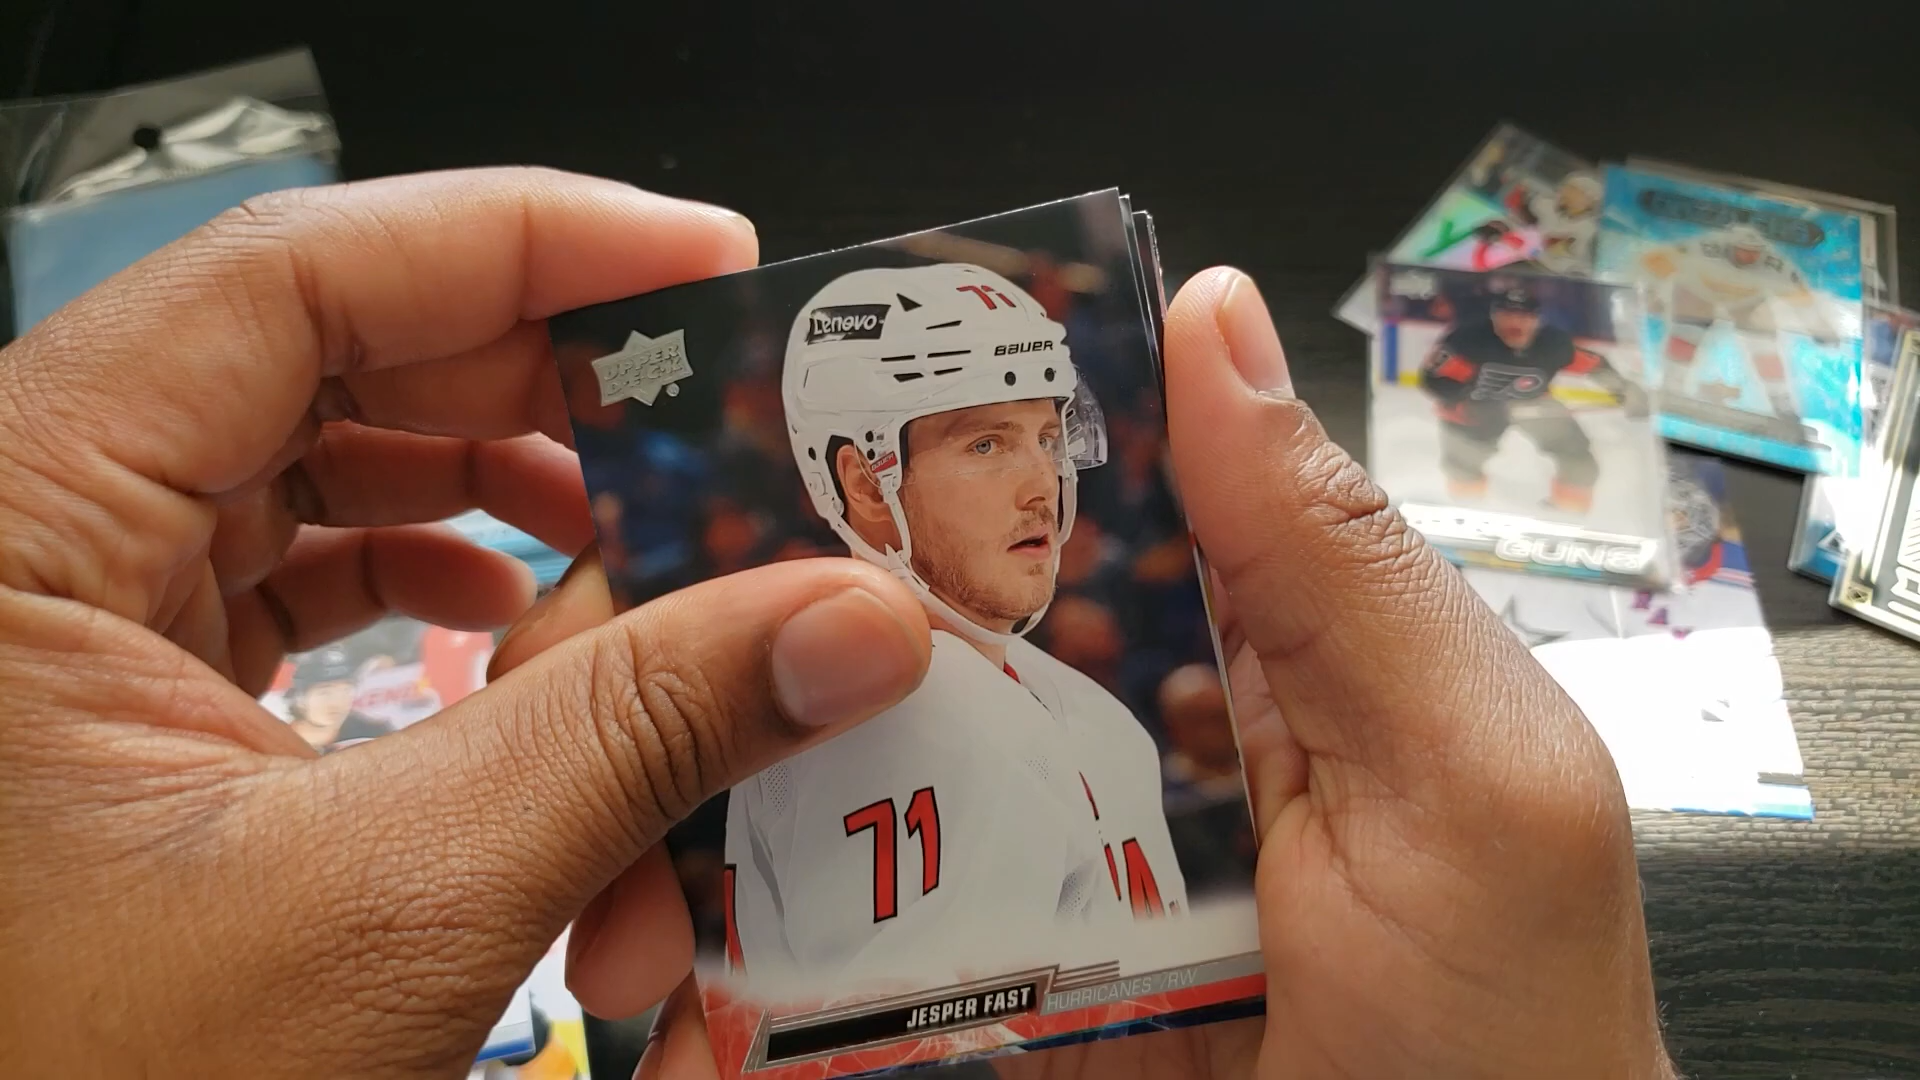 Lenovo
71
BAUER
UPPER
DECK
71
JESPER FAST
HURRICANES / RW
GUNS